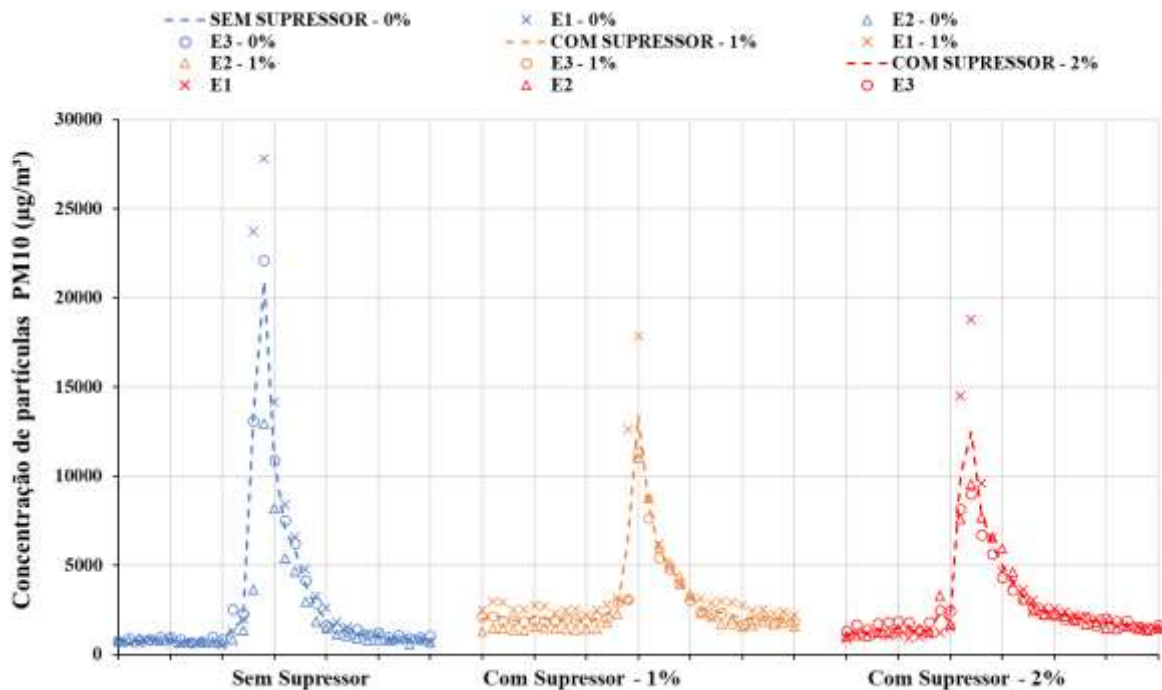 SEM SUPRESSOR - 0% E1 - 0% E2 - 0%
E3 - 0% COM SUPRESSOR - 1% E1 - 1%
E2 - 1% E3 - 1% COM SUPRESSOR - 2%
E1 E2 E3
30000
25000
20000
15000
10000
5000
0
Concentração de partículas PM10 (µg/m³)
Sem Supressor Com Supressor - 1% Com Supressor - 2%